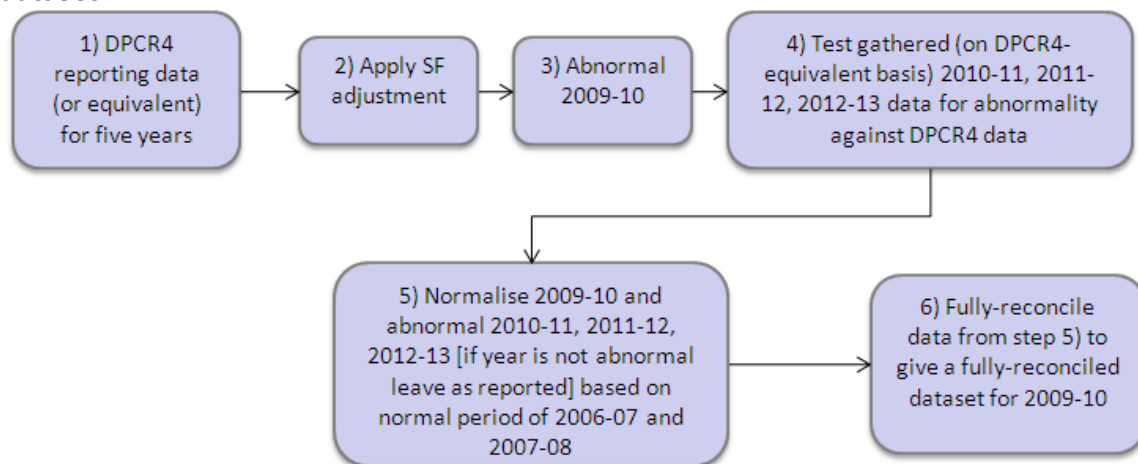 1) DPCR4
reporting data
(or equivalent)
for five years
2) Apply SF
adjustment
3) Abnormal
2009-10
4) Test gathered (on DPCR4-
equivalent basis) 2010-11, 2011-
12, 2012-13 data for abnormality
against DPCR4 data
5) Normalise 2009-10 and
abnormal 2010-11, 2011-12,
2012-13 [if year is not abnormal
leave as reported] based on
normal period of 2006-07 and
2007-08
6) Fully-reconcile
data from step 5) to
give a fully-reconciled
dataset for 2009-10